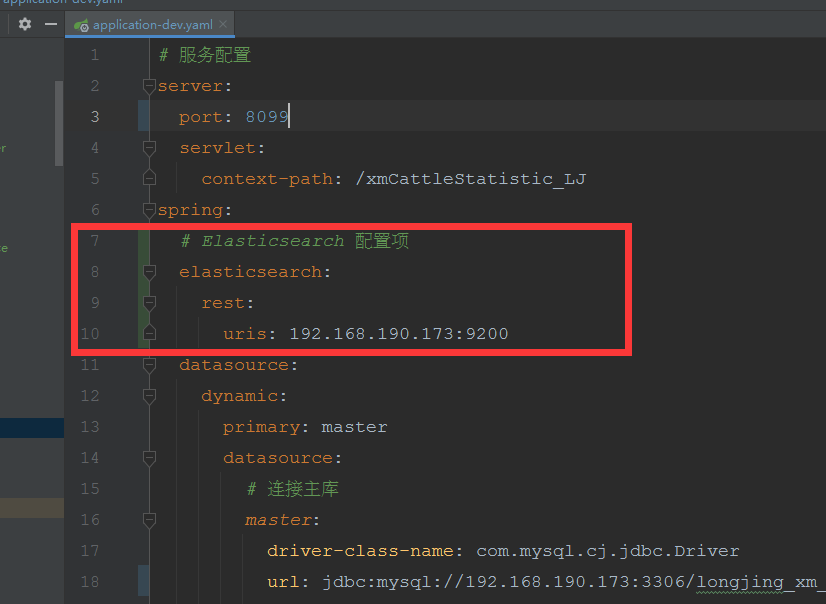 application-dev.yaml
1 # 服务配置
2 server:
3 port: 8099
4 servlet:
5 context-path: /xmCattleStatistic_LJ
6 spring:
7 # Elasticsearch 配置项
8 elasticsearch:
9 rest:
10 uris: 192.168.190.173:9200
11 datasource:
12 dynamic:
13 primary: master
14 datasource:
15 # 连接主库
16 master:
17 driver-class-name: com.mysql.cj.jdbc.Driver
18 url: jdbc:mysql://192.168.190.173:3306/longjing_xm_